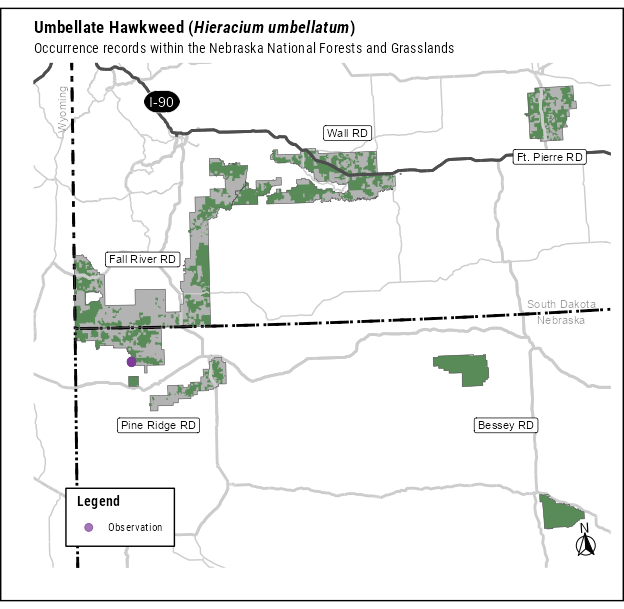 Umbellate Hawkweed (Hieracium umbellatum)
Occurrence records within the Nebraska National Forests and Grasslands
Wyoming
I-90
Wall RD
Ft. Pierre RD
Fall River RD
South Dakota
Nebraska
Pine Ridge RD
Bessey RD
Legend
Observation
N